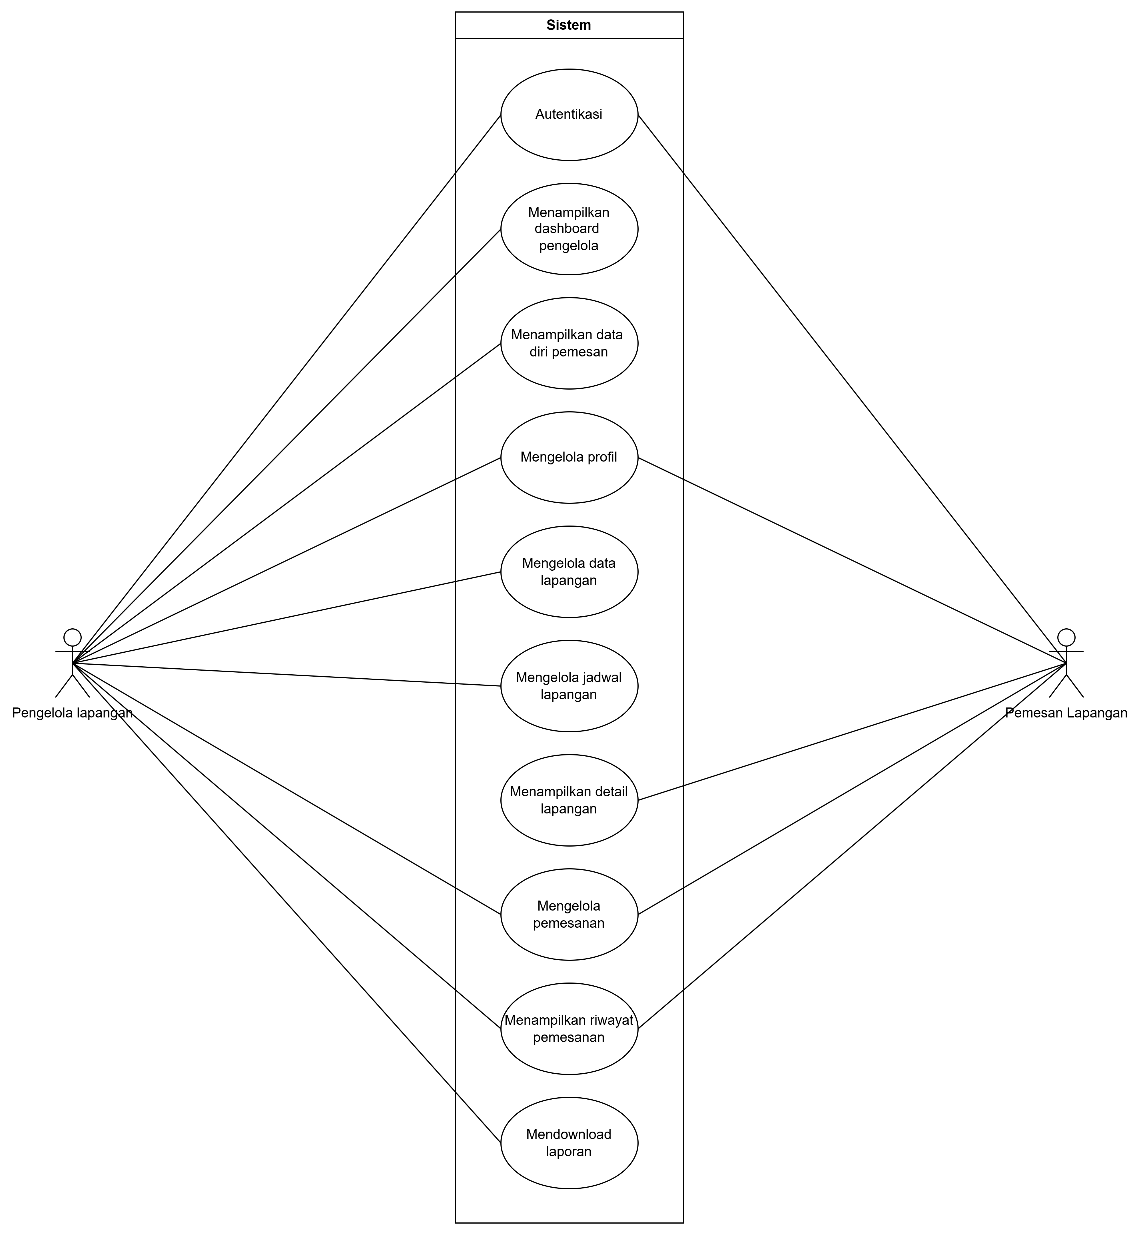 Sistem
Autentikasi
Menampilkan
dashboard
pengelola
Menampilkan data
diri pemesan
Mengelola profil
Mengelola data
lapangan
Mengelola jadwal
lapangan
Pengelola lapangan
Pemesan Lapangan
Menampilkan detail
lapangan
Mengelola
pemesanan
Menampilkan riwayat
pemesanan
Mendownload
laporan